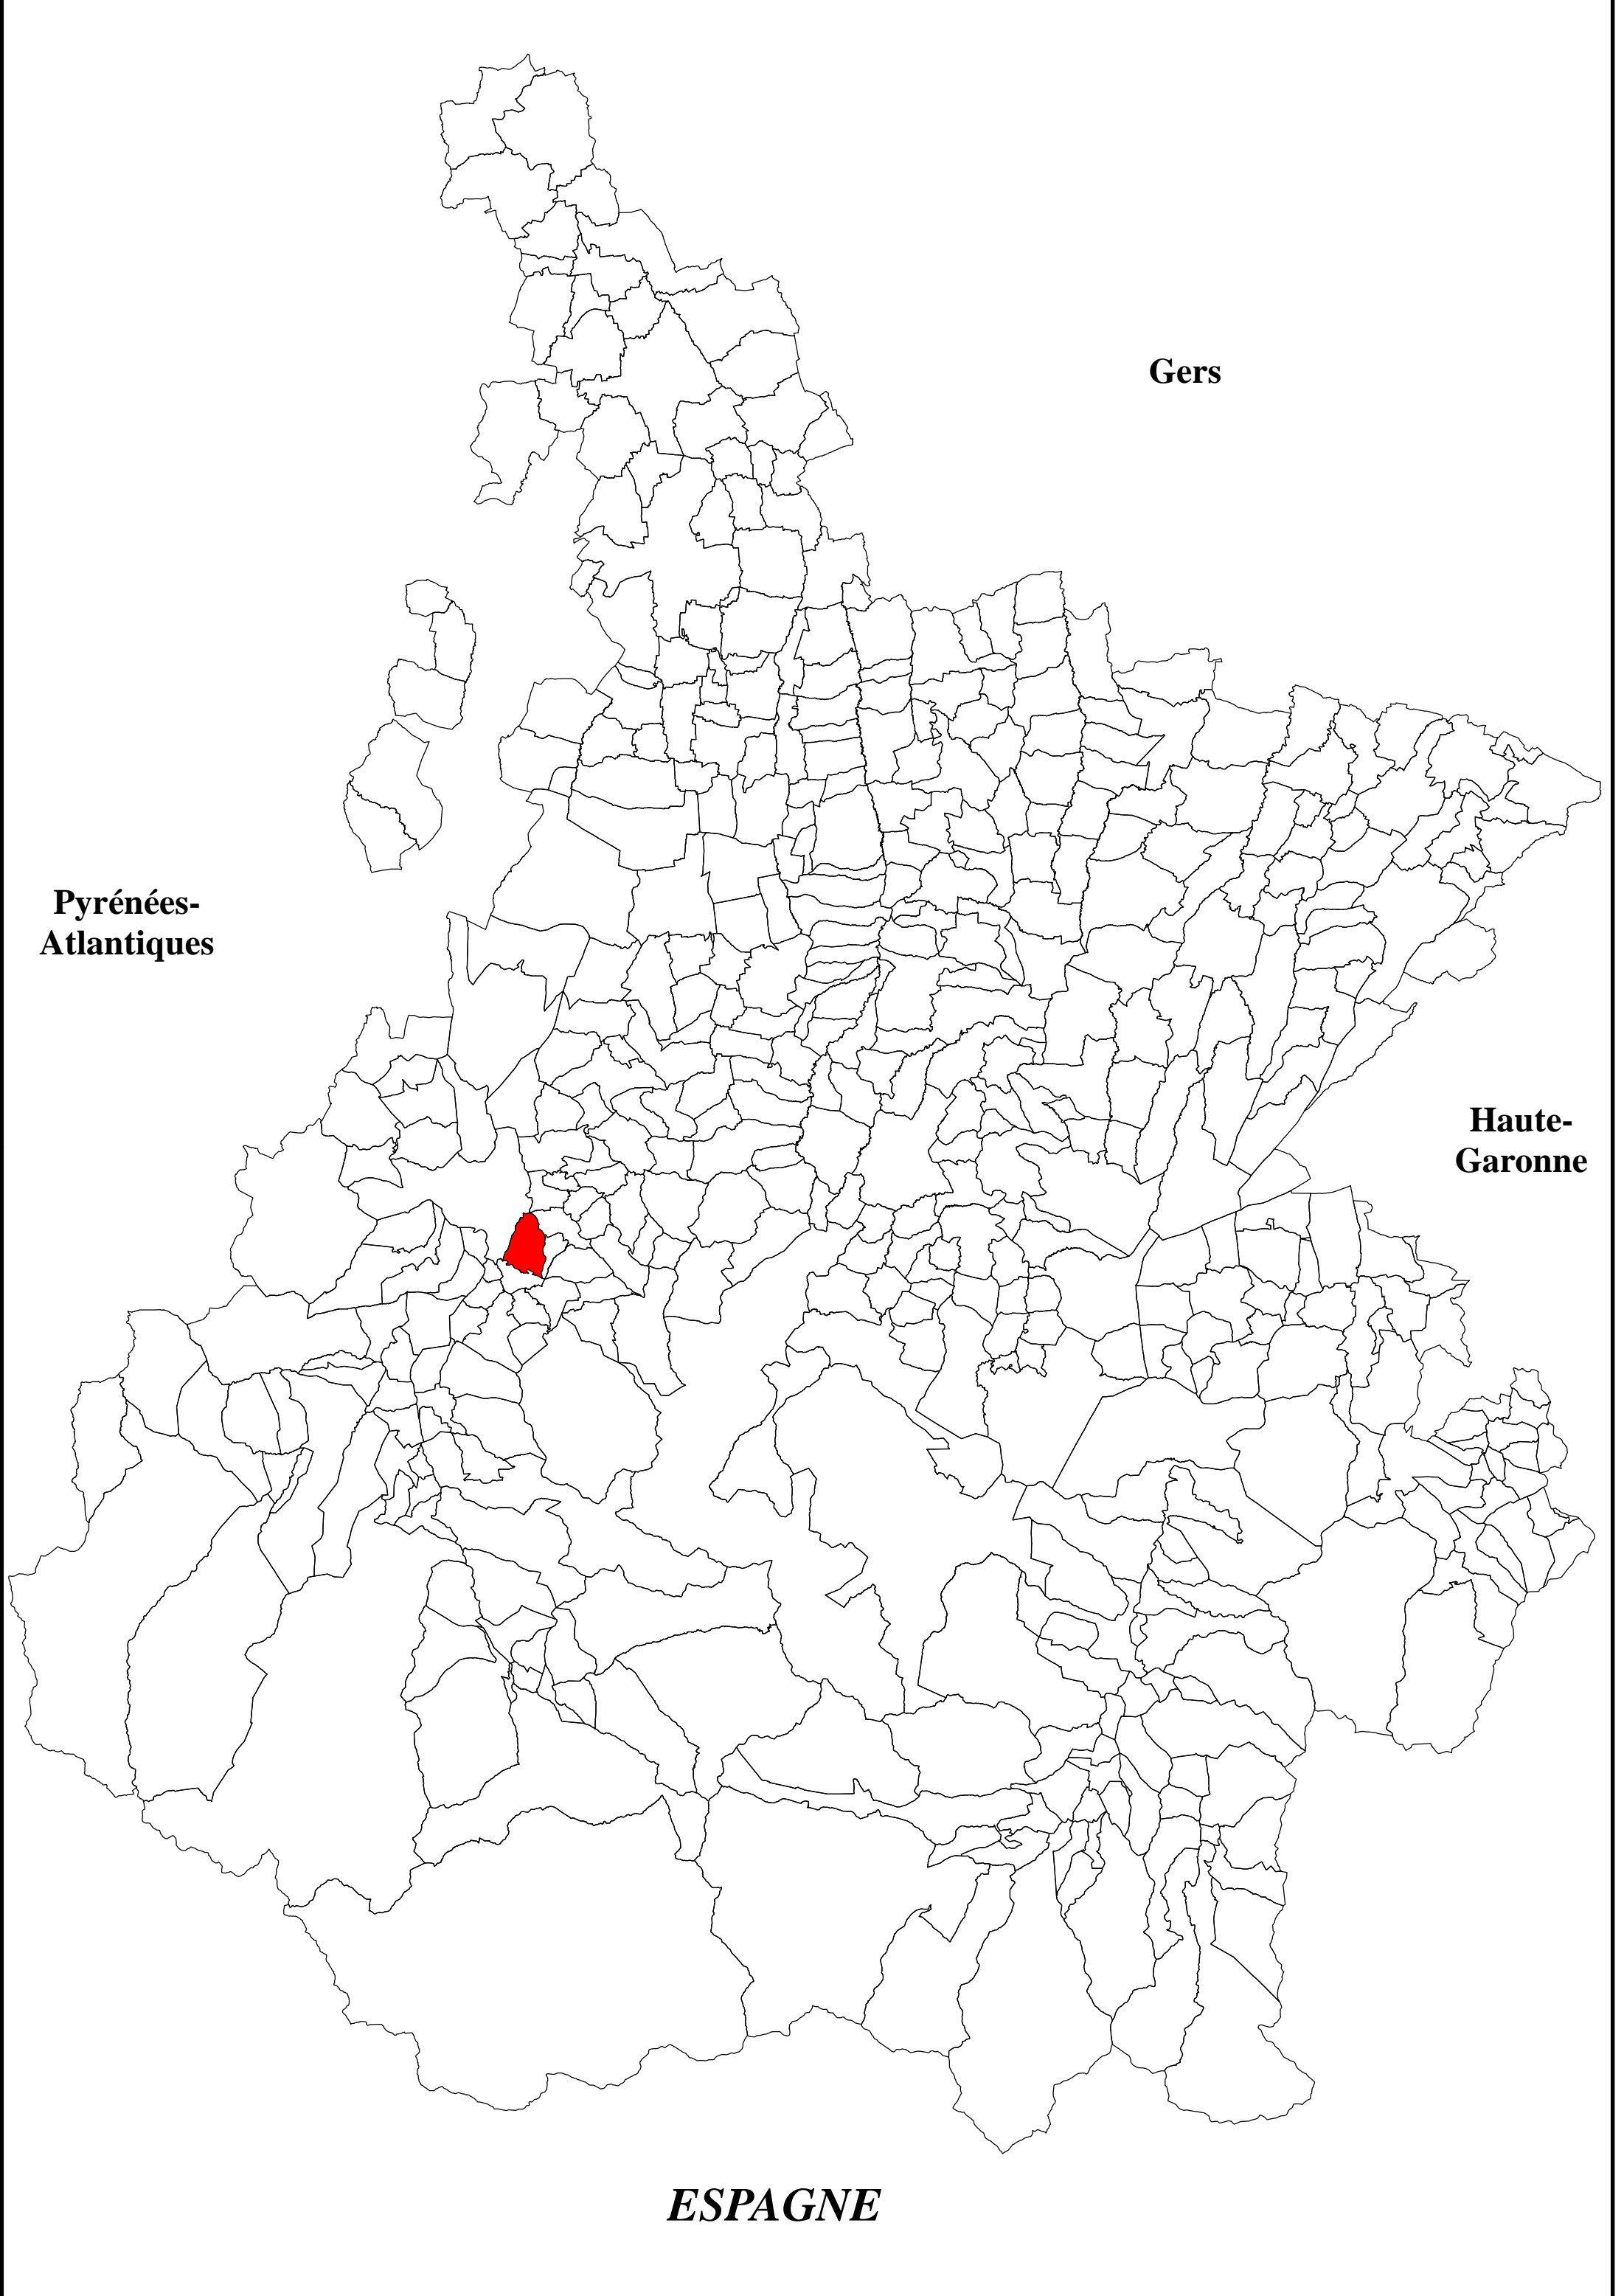 Gers
Pyrénées-
Atlantiques
Haute-
Garonne
ESPAGNE